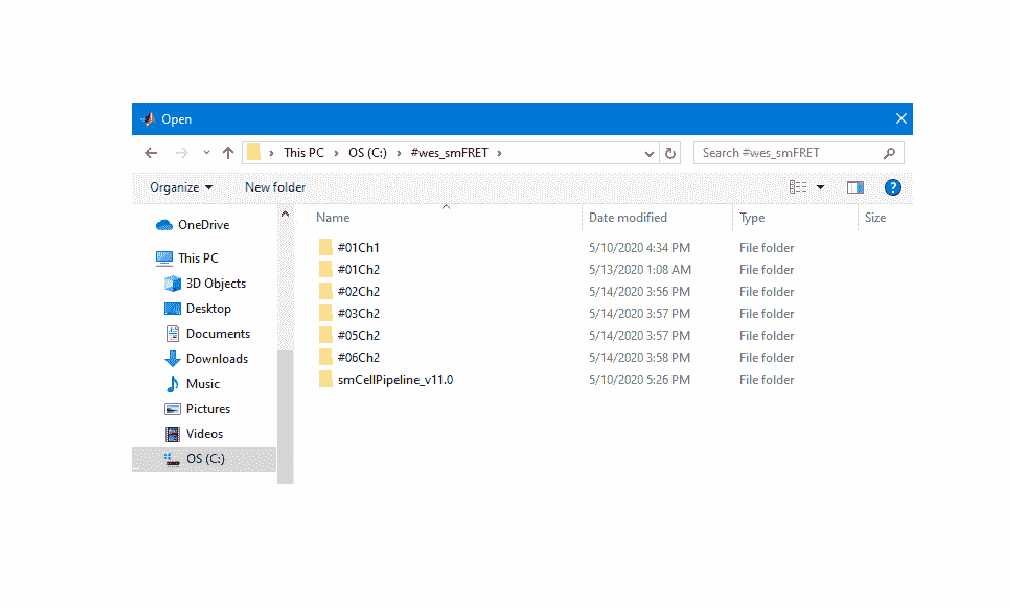 Open
This PC > OS (C:) > #wes_smFRET >
Search #wes_smFRET
Organize New folder
?
Name Date modified Type Size
OneDrive
This PC
3D Objects
Desktop
Documents
Downloads
Music
Pictures
Videos
OS (C:)
#01Ch1 5/10/2020 4:34 PM File folder
#01Ch2 5/13/2020 1:08 AM File folder
#02Ch2 5/14/2020 3:56 PM File folder
#03Ch2 5/14/2020 3:57 PM File folder
#05Ch2 5/14/2020 3:57 PM File folder
#06Ch2 5/14/2020 3:58 PM File folder
smCellPipeline_v11.0 5/10/2020 5:26 PM File folder